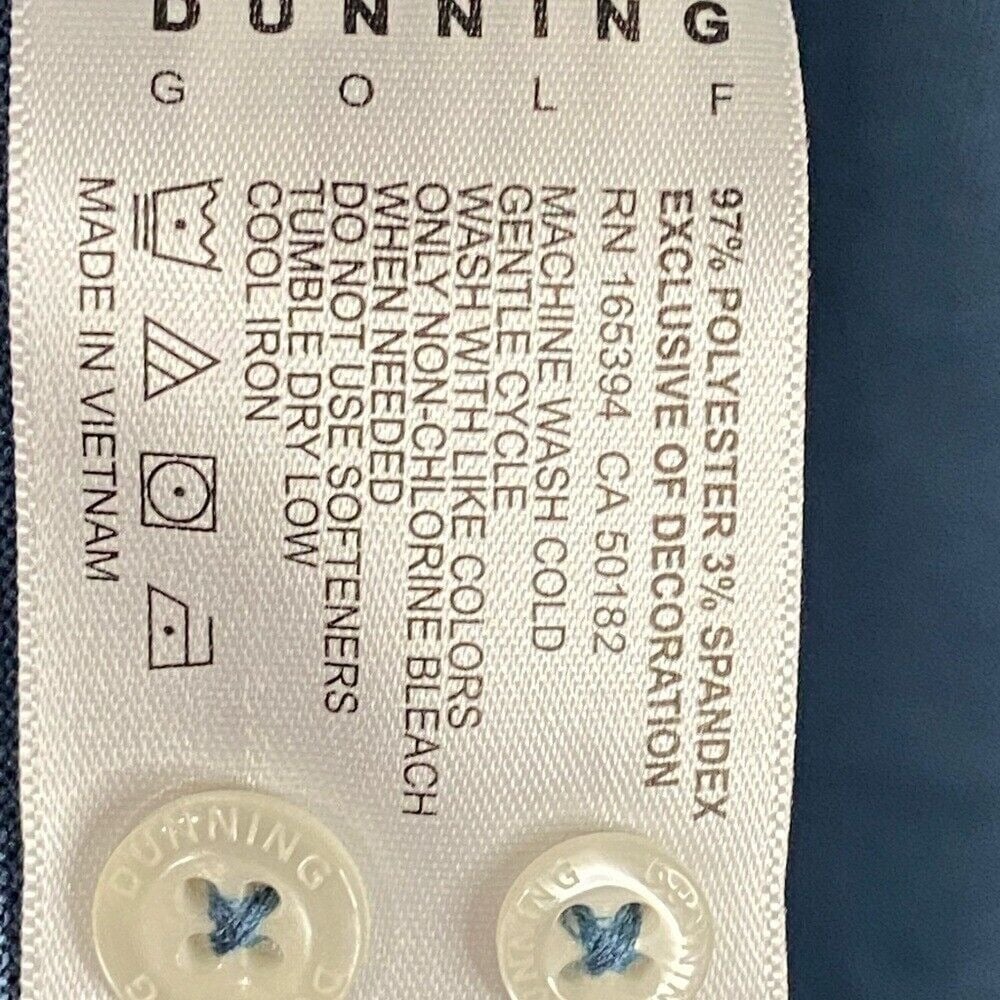 DUNNING
GOLF
97% POLYESTER 3% SPANDEX
EXCLUSIVE OF DECORATION
RN 165394 CA 50182
MACHINE WASH COLD
GENTLE CYCLE
WASH WITH LIKE COLORS
ONLY NON-CHLORINE BLEACH
WHEN NEEDED
DO NOT USE SOFTENERS
TUMBLE DRY LOW
COOL IRON
MADE IN VIETNAM
DUNNING